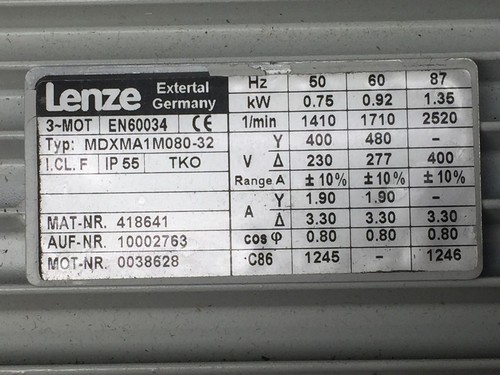 Lenze Extertal Germany Hz 50 60 87
kW 0.75 0.92 1.35
3~MOT EN60034 CE 1/min 1410 1710 2520
Typ: MDXMA1M080-32 Y 400 480 -
I.CL.F IP 55 TKO V Δ 230 277 400
Range A ±10% ±10% ±10%
A Y 1.90 1.90 -
MAT-NR. 418641 Δ 3.30 3.30 3.30
AUF-NR. 10002763 cos φ 0.80 0.80 0.80
MOT-NR. 0038628 C86 1245 - 1246